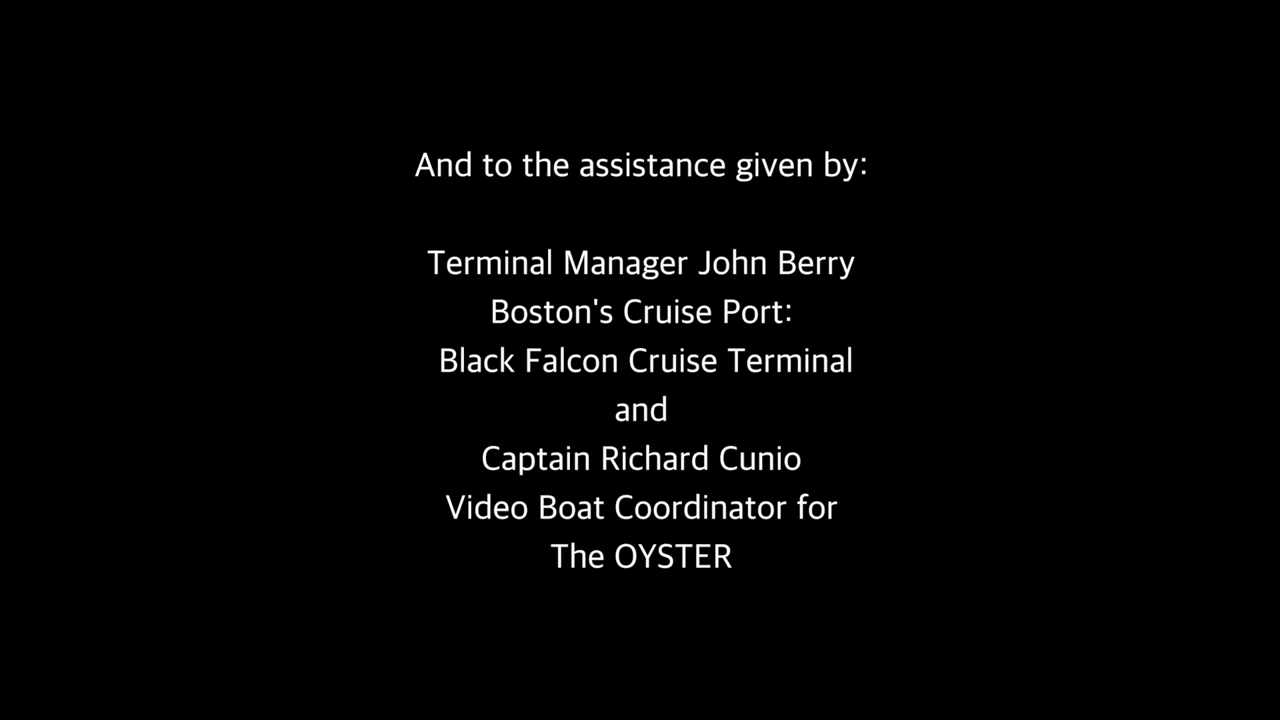 And to the assistance given by:
Terminal Manager John Berry
Boston's Cruise Port:
Black Falcon Cruise Terminal
and
Captain Richard Cunio
Video Boat Coordinator for
The OYSTER